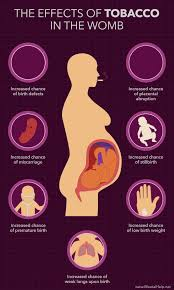 THE EFFECTS OF TOBACCO
IN THE WOMB
Increased chance
of birth defects
Increased chance
of placental
abruption
Increased chance
of miscarriage
Increased chance
of stillbirth
Increased chance
of premature birth
Increased chance
of low birth weight
Increased chance of
weak lungs upon birth